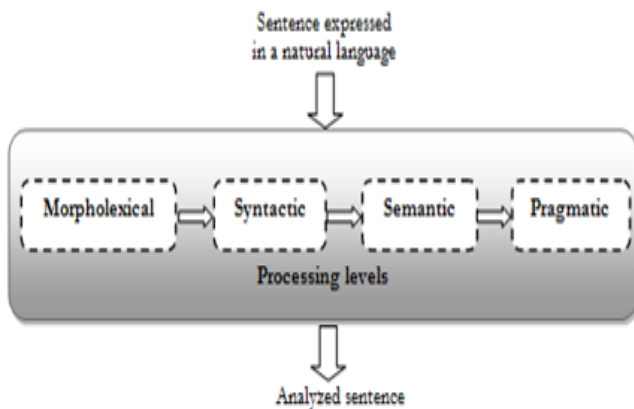 Sentence expressed
in a natural language
Morpholexical
Syntactic
Semantic
Pragmatic
Processing levels
Analyzed sentence